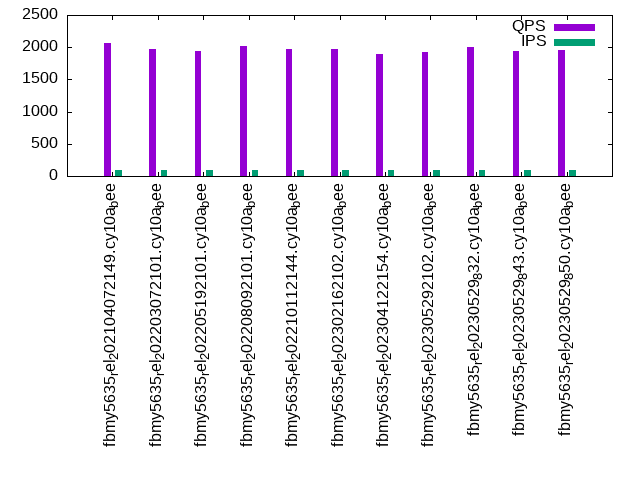 2500
2000
1500
1000
500
0
QPS
IPS
fbmy5635rel202104072149.cy10abee
fbmy5635rel202203072101.cy10abee
fbmy5635rel202205192101.cy10abee
fbmy5635rel202208092101.cy10abee
fbmy5635rel202210112144.cy10abee
fbmy5635rel202302162102.cy10abee
fbmy5635rel202304122154.cy10abee
fbmy5635rel202305292102.cy10abee
fbmy5635rel20230529832.cy10abee
fbmy5635rel20230529843.cy10abee
fbmy5635rel20230529850.cy10abee